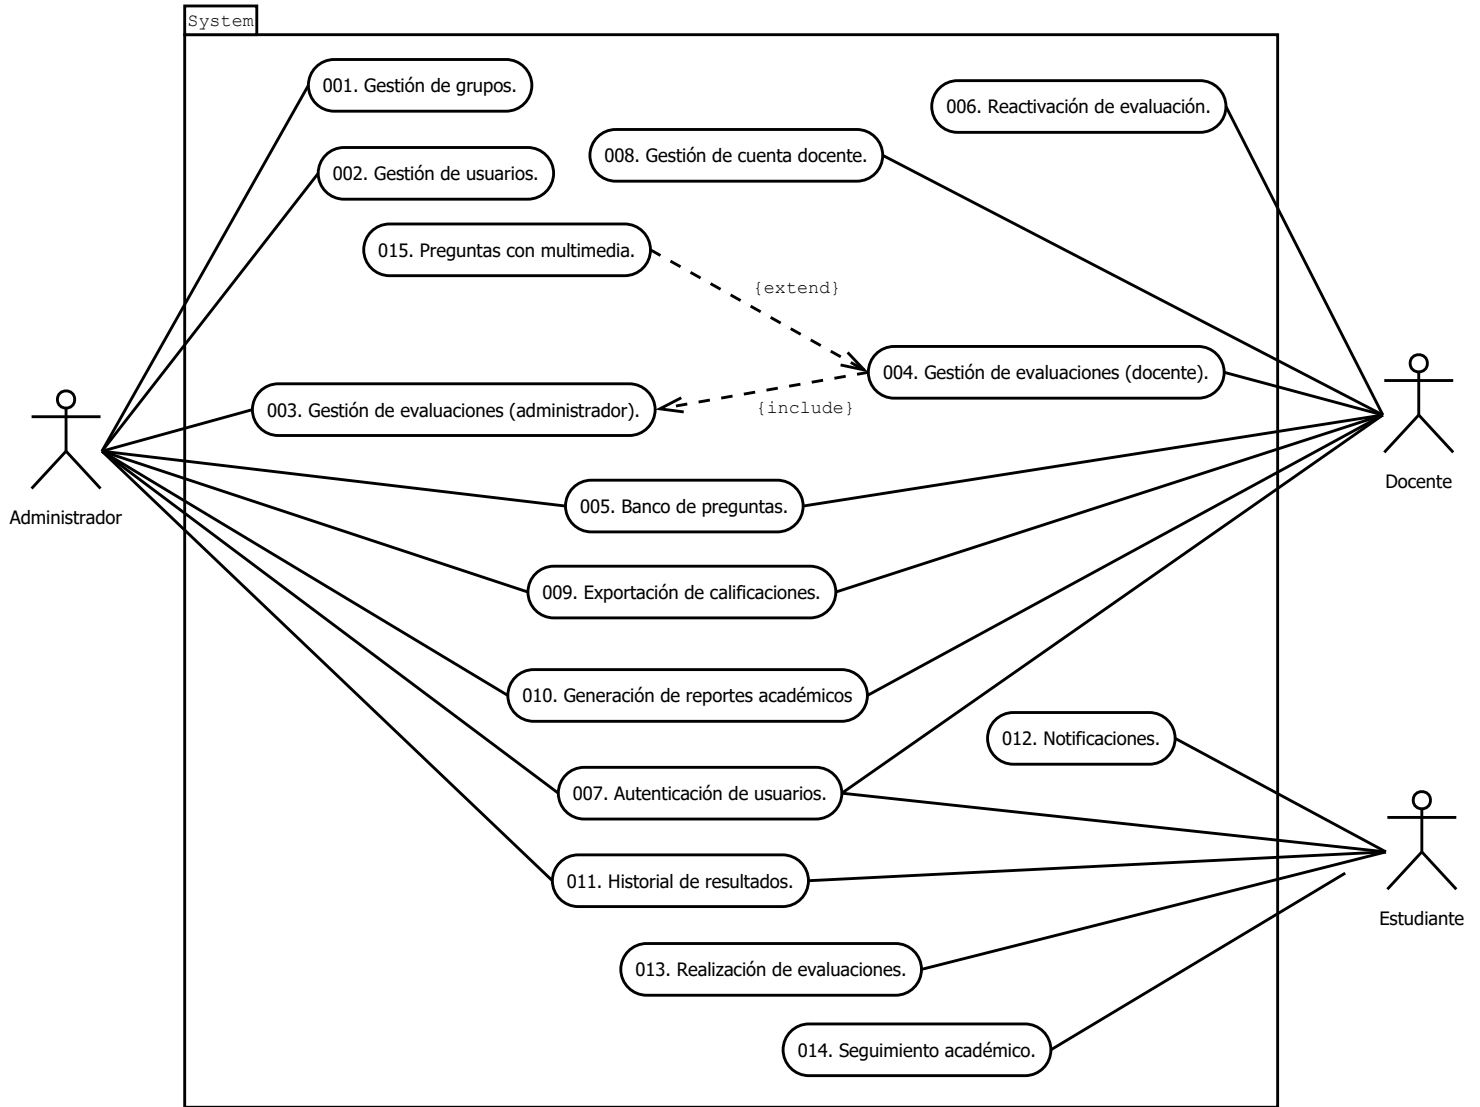 System
001. Gestión de grupos.
006. Reactivación de evaluación.
008. Gestión de cuenta docente.
002. Gestión de usuarios.
015. Preguntas con multimedia.
{extend}
004. Gestión de evaluaciones (docente).
003. Gestión de evaluaciones (administrador).
{include}
Docente
005. Banco de preguntas.
Administrador
009. Exportación de calificaciones.
010. Generación de reportes académicos
012. Notificaciones.
007. Autenticación de usuarios.
011. Historial de resultados.
Estudiante
013. Realización de evaluaciones.
014. Seguimiento académico.